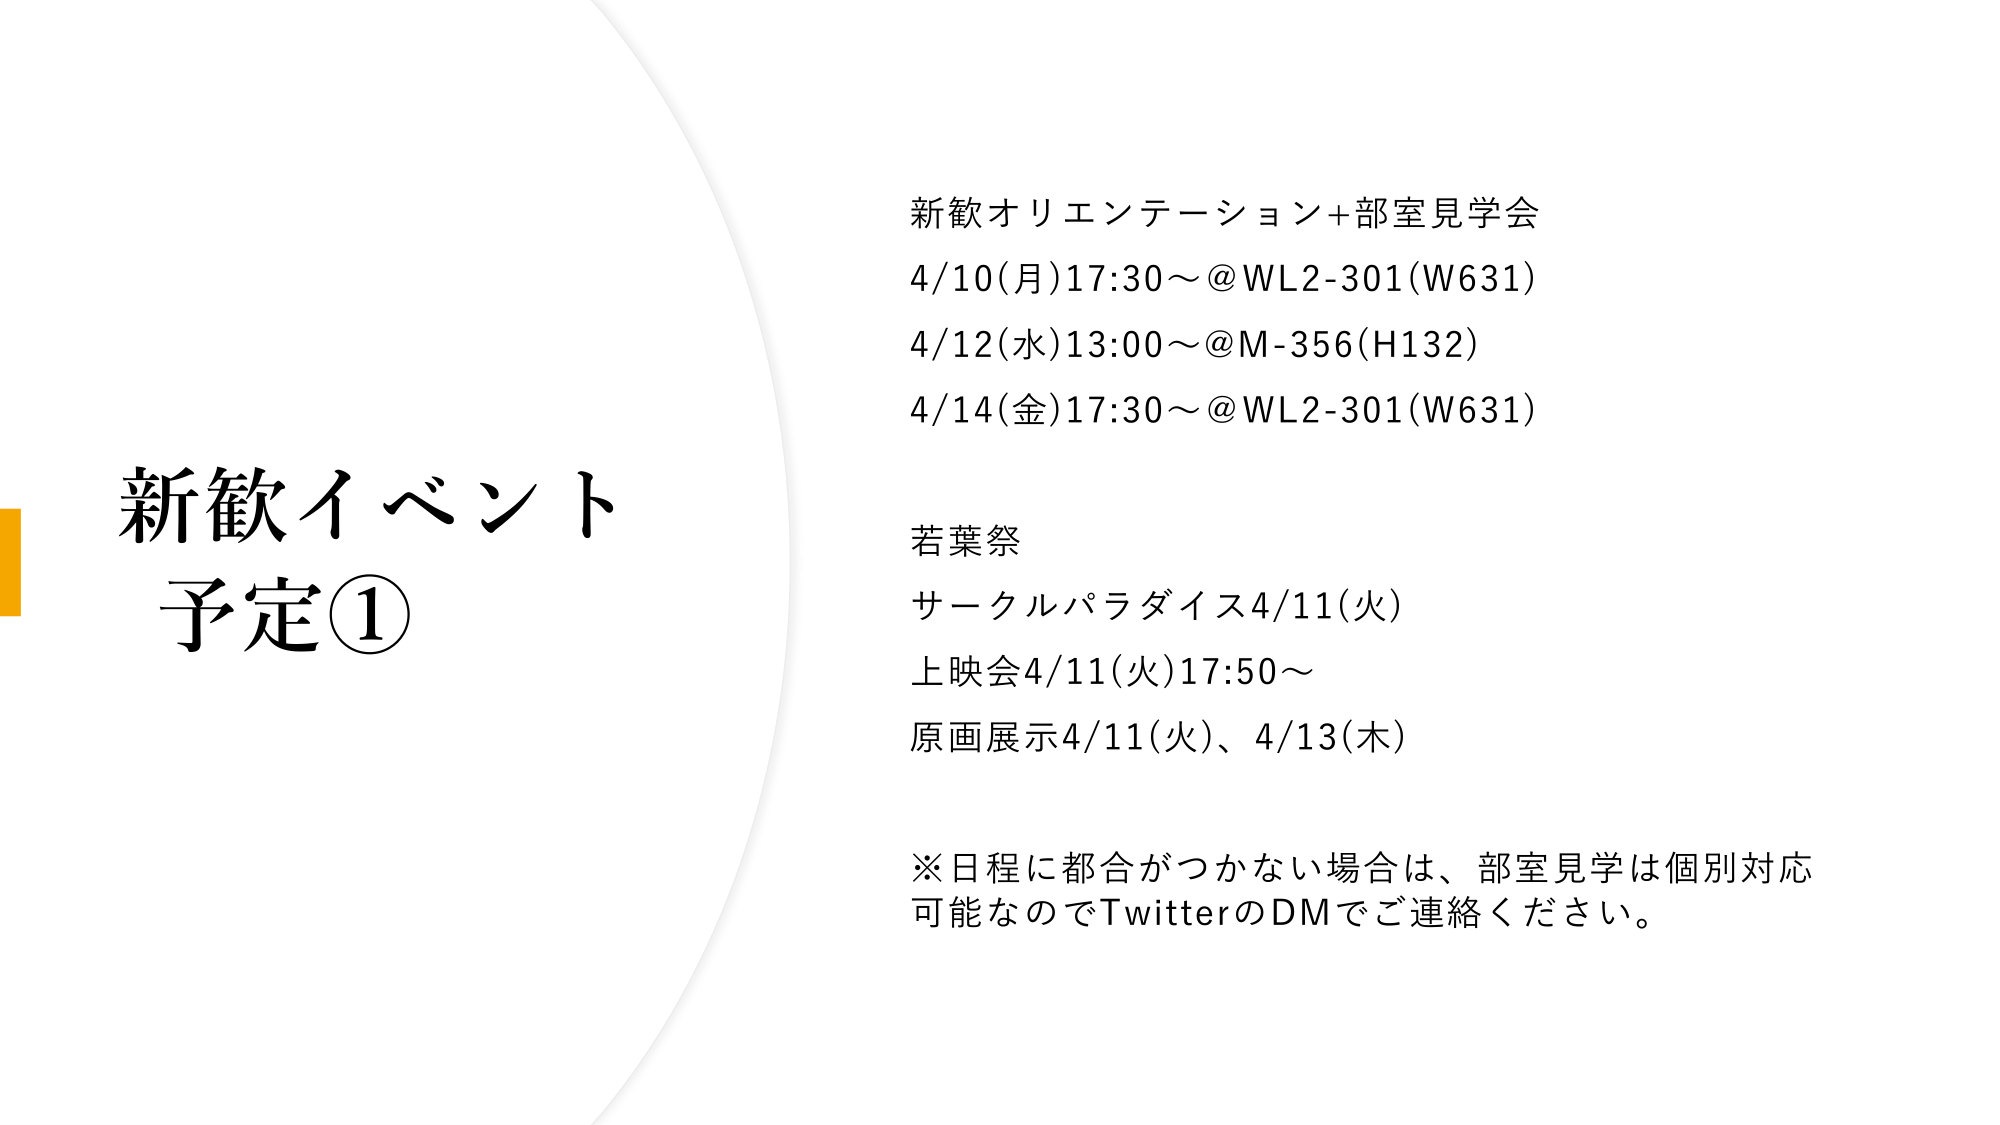 新歓イベント
予定①
新歓オリエンテーション+部室見学会
4/10(月)17:30～@WL2-301(W631)
4/12(水)13:00～@M-356(H132)
4/14(金)17:30～@WL2-301(W631)
若葉祭
サークルパラダイス4/11(火)
上映会4/11(火)17:50～
原画展示4/11(火)、4/13(木)
※日程に都合がつかない場合は、部室見学は個別対応
可能なのでTwitterのDMでご連絡ください。